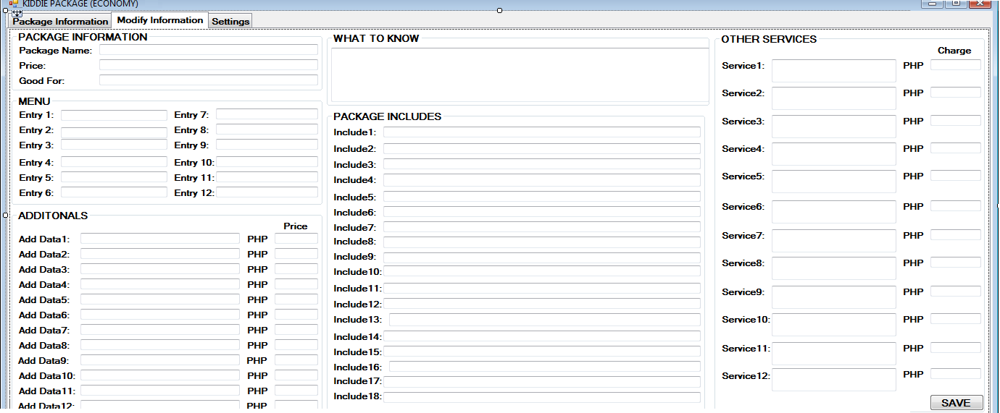 KIDDIE PACKAGE (ECONOMY)
Package Information Modify Information Settings
PACKAGE INFORMATION
Package Name:
Price:
Good For:
MENU
Entry 1: Entry 7:
Entry 2: Entry 8:
Entry 3: Entry 9:
Entry 4: Entry 10:
Entry 5: Entry 11:
Entry 6: Entry 12:
ADDITONALS
Price
Add Data1: PHP
Add Data2: PHP
Add Data3: PHP
Add Data4: PHP
Add Data5: PHP
Add Data6: PHP
Add Data7: PHP
Add Data8: PHP
Add Data9: PHP
Add Data10: PHP
Add Data11: PHP
Add Data12: PHP
WHAT TO KNOW
PACKAGE INCLUDES
Include1:
Include2:
Include3:
Include4:
Include5:
Include6:
Include7:
Include8:
Include9:
Include10:
Include11:
Include12:
Include13:
Include14:
Include15:
Include16:
Include17:
Include18:
OTHER SERVICES
Charge
Service1: PHP
Service2: PHP
Service3: PHP
Service4: PHP
Service5: PHP
Service6: PHP
Service7: PHP
Service8: PHP
Service9: PHP
Service10: PHP
Service11: PHP
Service12: PHP
SAVE